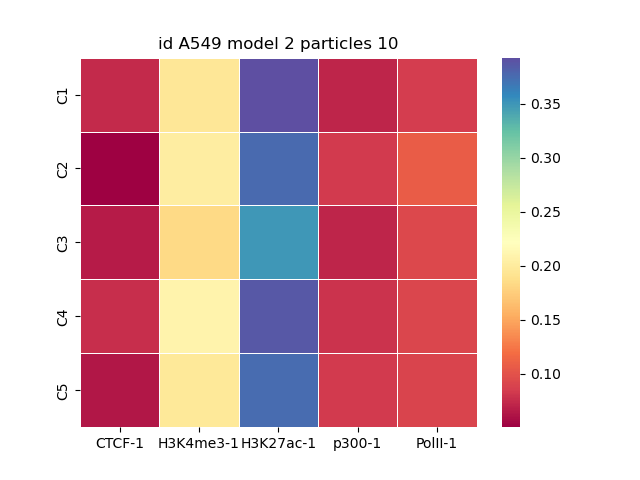 id A549 model 2 particles 10
C1
C2
C3
C4
C5
CTCF-1 H3K4me3-1 H3K27ac-1 p300-1 PolII-1
0.35
0.30
0.25
0.20
0.15
0.10